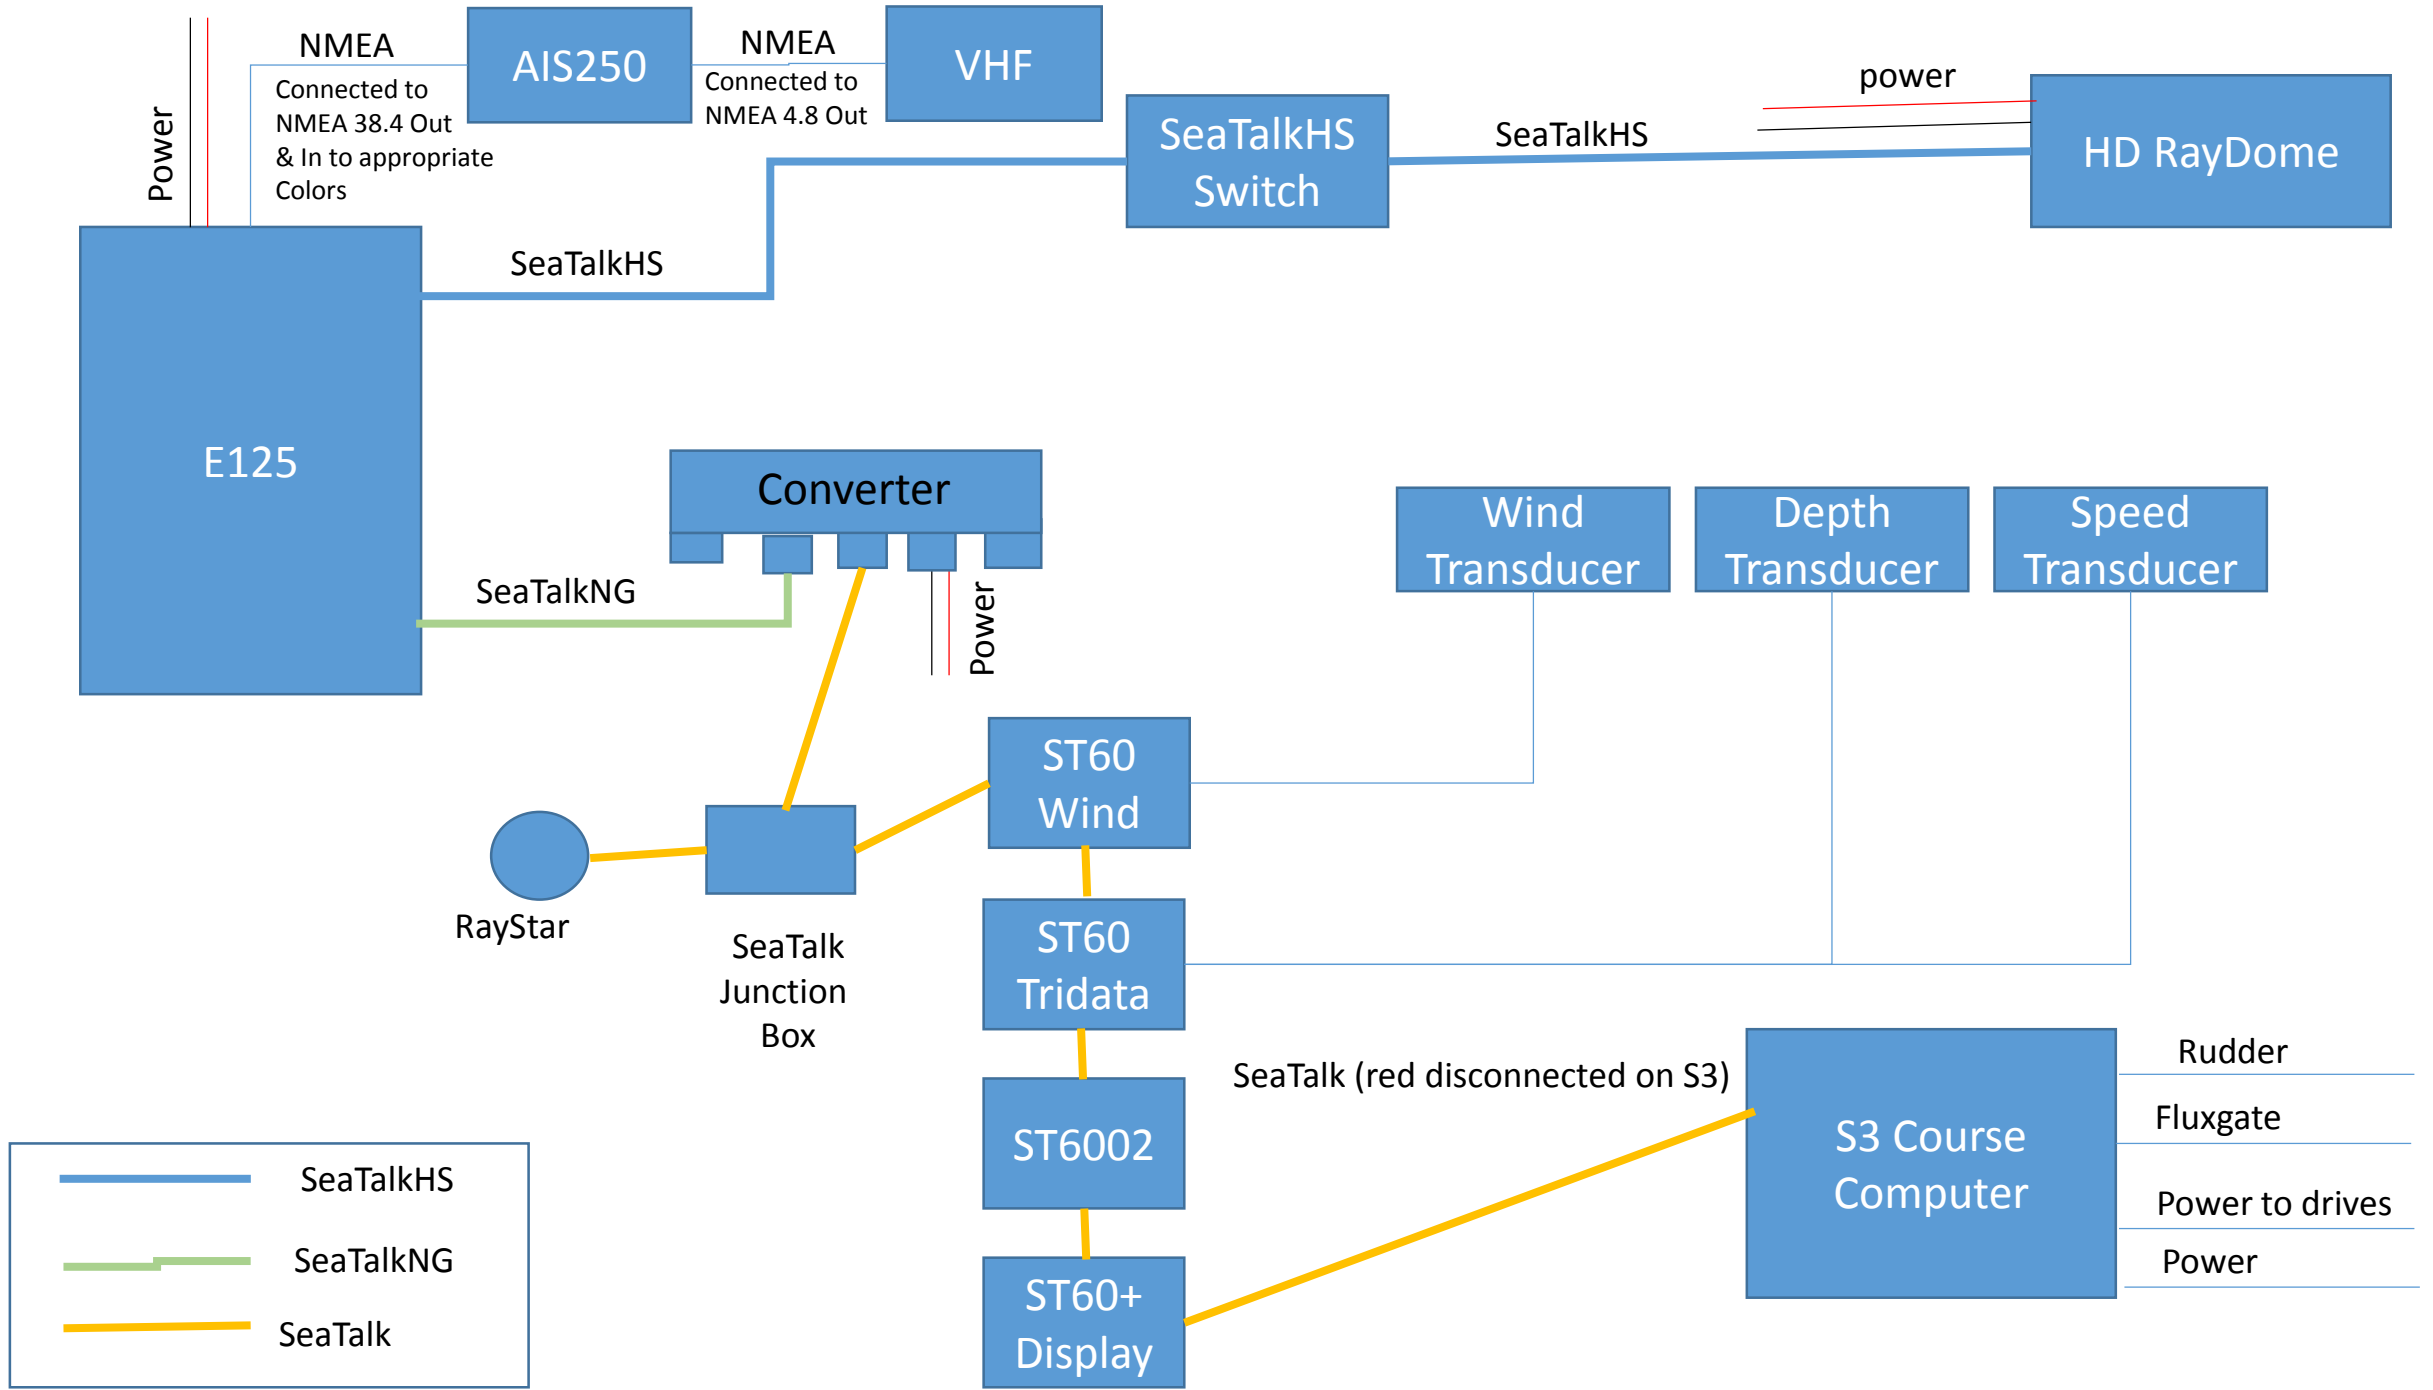 NMEA
AIS250
NMEA
VHF
Connected to
NMEA 38.4 Out
& In to appropriate
Colors
Connected to
NMEA 4.8 Out
Power
SeaTalkHS
Switch
SeaTalkHS
power
HD RayDome
SeaTalkHS
E125
Converter
SeaTalkNG
Power
Wind
Transducer
Depth
Transducer
Speed
Transducer
ST60
Wind
RayStar
SeaTalk
Junction
Box
ST60
Tridata
SeaTalk (red disconnected on S3)
ST6002
S3 Course
Computer
Rudder
Fluxgate
Power to drives
Power
ST60+
Display
SeaTalkHS
SeaTalkNG
SeaTalk